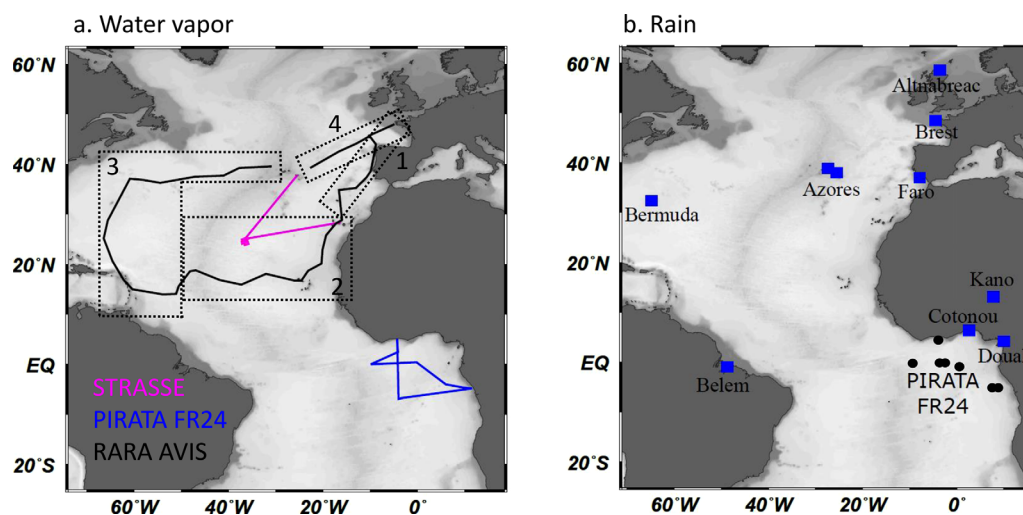 a. Water vapor
60°N
40°N
20°N
EQ
20°S
60°W
40°W
20°W
0°
4
3
1
2
STRASSE
PIRATA FR24
RARA AVIS
b. Rain
60°N
40°N
20°N
EQ
20°S
60°W
40°W
20°W
0°
Altnabreac
Brest
Azores
Faro
Bermuda
Kano
Cotonou
Doua
Belem
PIRATA
FR24